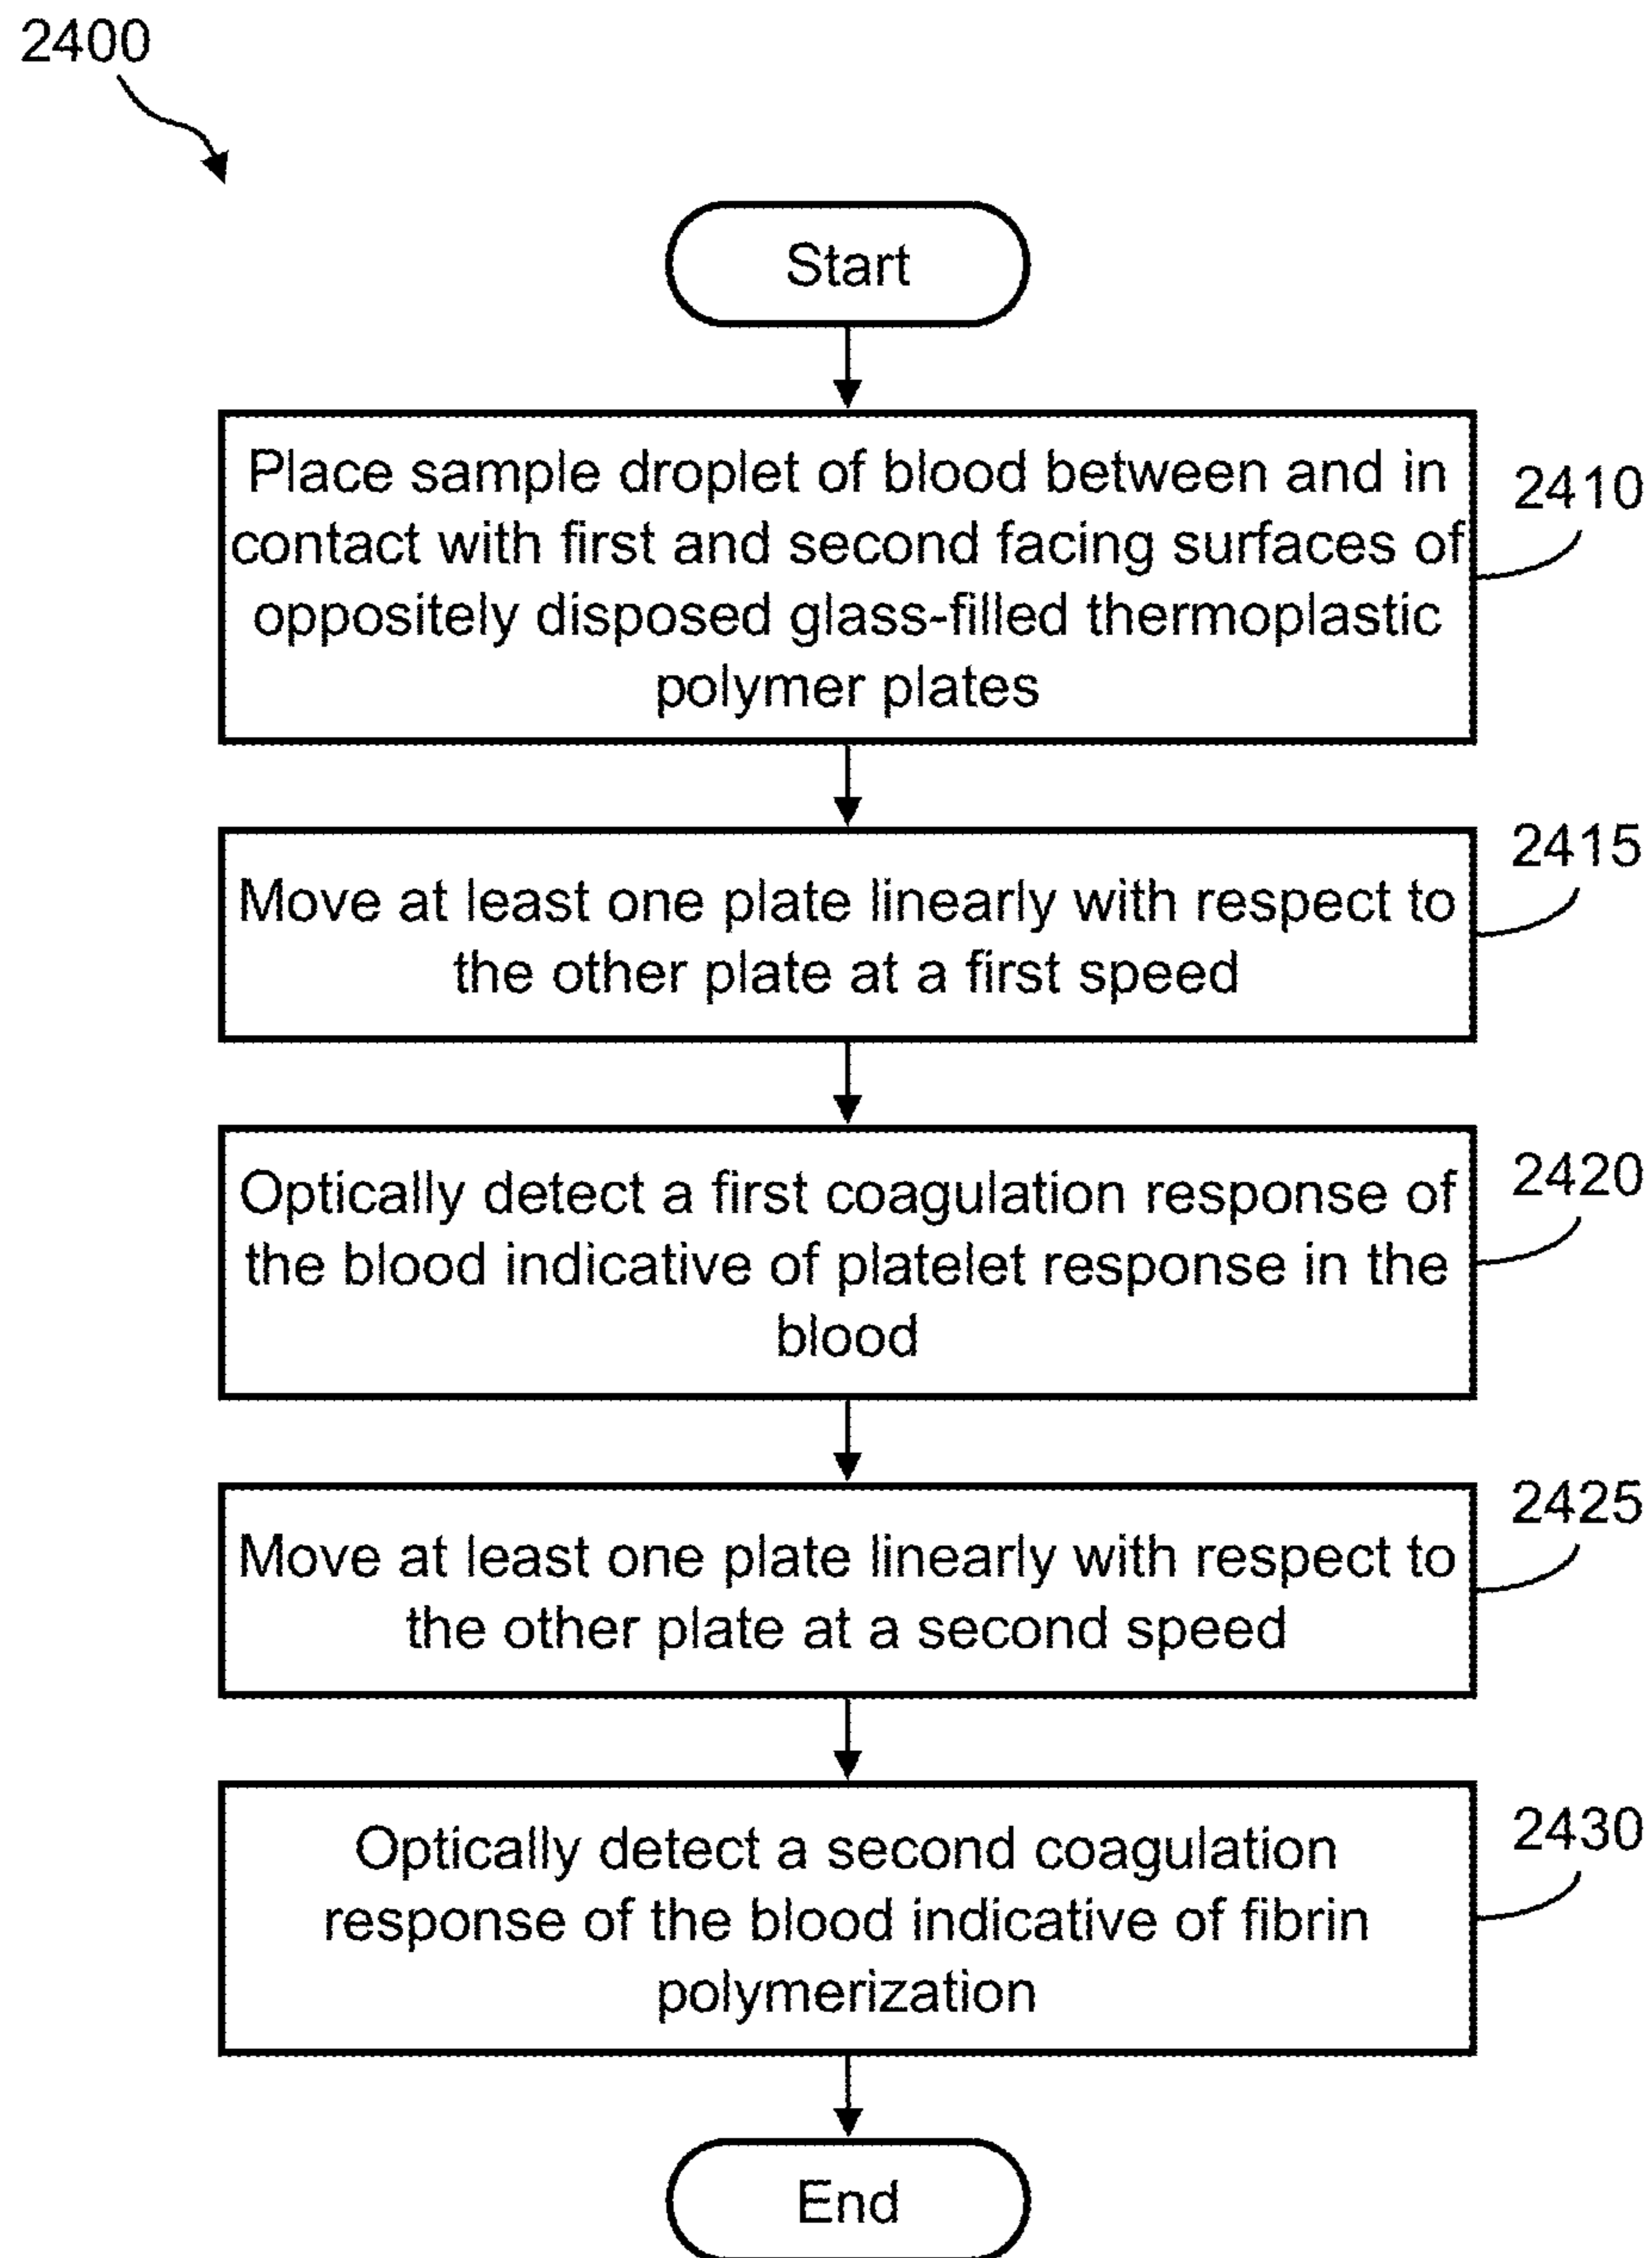 2400
Start
Place sample droplet of blood between and in
contact with first and second facing surfaces of
oppositely disposed glass-filled thermoplastic
polymer plates
2410
Move at least one plate linearly with respect to
the other plate at a first speed
2415
Optically detect a first coagulation response of
the blood indicative of platelet response in the
blood
2420
Move at least one plate linearly with respect to
the other plate at a second speed
2425
Optically detect a second coagulation
response of the blood indicative of fibrin
polymerization
2430
End